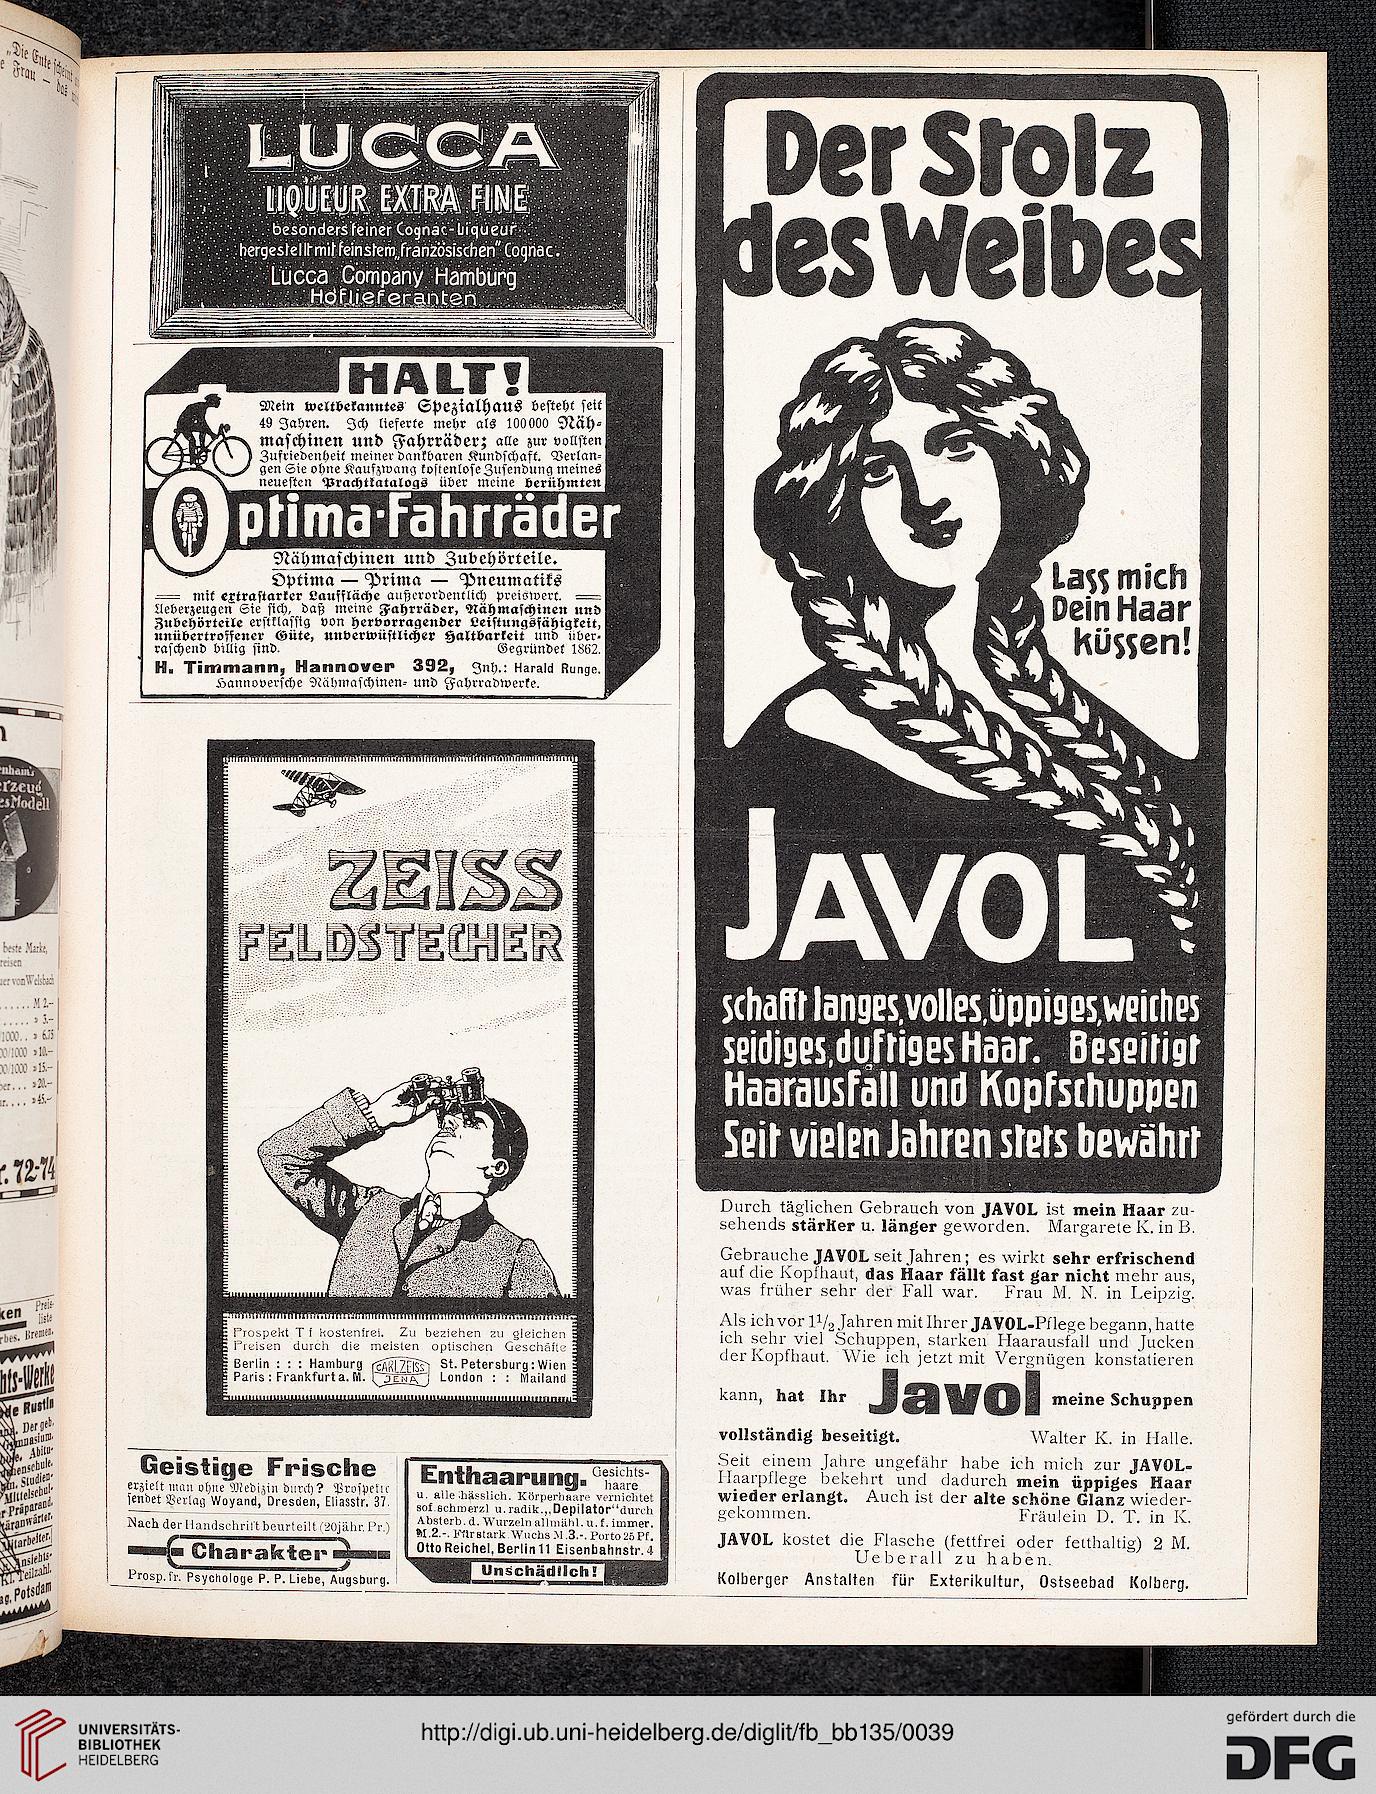 LUCCA
LIQUEUR EXTRA FINE
besonders feiner Cognac-Liqueur
hergestellt mit feinstem „französischen" Cognac.
Lucca Company Hamburg
Hoflieferanten
HALT!
Mein weltbekanntes Spezialhaus besteht seit
49 Jahren. Ich lieferte mehr als 100000 Näh-
maschinen und Fahrräder; alle zur vollsten
Zufriedenheit meiner dankbaren Kundschaft. Verlan-
gen Sie ohne Kaufzwang kostenlose Zusendung meines
neuesten Prachtkatalogs über meine berühmten
Optima-Fahrräder
Nähmaschinen und Zubehörteile.
Optima — Prima — Pneumatiks
mit extrastarker Lauffläche außerordentlich preiswert.
Ueberzeugen Sie sich, daß meine Fahrräder, Nähmaschinen und
Zubehörteile erstklassig von hervorragender Leistungsfähigkeit,
unübertroffener Güte, unverwüstlicher Haltbarkeit und über-
raschend billig sind. Gegründet 1862.
H. Timmann, Hannover 392, Inh.: Harald Runge.
Hannoversche Nähmaschinen- und Fahrradwerke.
ZEISS
FELDSTECHER
Prospekt T f kostenfrei. Zu beziehen zu gleichen
Preisen durch die meisten optischen Geschäfte
Berlin : : : Hamburg CARL ZEISS St. Petersburg : Wien
Paris : Frankfurt a. M. JENA London : : Mailand
Geistige Frische
erzielt man ohne Medizin durch? Prospekte
sendet Verlag Woyand, Dresden, Eliasstr. 37.
Nach der Handschrift beurteilt (20jähr. Pr.)
Charakter
Prosp. fr. Psychologe P. P. Liebe, Augsburg.
Enthaarung. Gesichts-
haare
u. alle hässlich. Körperhaare vernichtet
sof. schmerzl u. radik. „Depilator" durch
Absterb. d. Wurzeln allmähl. u. f. immer.
M. 2.-. Für stark. Wuchs M. 3.-. Porto 25 Pf.
Otto Reichel, Berlin 11 Eisenbahnstr. 4
Unschädlich!
Der Stolz
des Weibes
Lass mich
Dein Haar
küssen!
JAVOL
schafft langes, volles, üppiges, weiches
seidiges, duftiges Haar. Beseitigt
Haarausfall und Kopfschuppen
Seit vielen Jahren stets bewährt
Durch täglichen Gebrauch von JAVOL ist mein Haar zu-
sehends stärker u. länger geworden. Margarete K. in B.
Gebrauche JAVOL seit Jahren; es wirkt sehr erfrischend
auf die Kopfhaut, das Haar fällt fast gar nicht mehr aus,
was früher sehr der Fall war. Frau M. N. in Leipzig.
Als ich vor 1½ Jahren mit Ihrer JAVOL-Pflege begann, hatte
ich sehr viel Schuppen, starken Haarausfall und Jucken
der Kopfhaut. Wie ich jetzt mit Vergnügen konstatieren
kann, hat Ihr Javol meine Schuppen
vollständig beseitigt. Walter K. in Halle.
Seit einem Jahre ungefähr habe ich mich zur JAVOL-
Haarpflege bekehrt und dadurch mein üppiges Haar
wieder erlangt. Auch ist der alte schöne Glanz wieder-
gekommen. Fräulein D. T. in K.
JAVOL kostet die Flasche (fettfrei oder fetthaltig) 2 M.
Ueberall zu haben.
Kolberger Anstalten für Exterikultur, Ostseebad Kolberg.
UNIVERSITÄTS-
BIBLIOTHEK
HEIDELBERG
http://digi.ub.uni-heidelberg.de/diglit/fb_bb135/0039
gefördert durch die
DFG